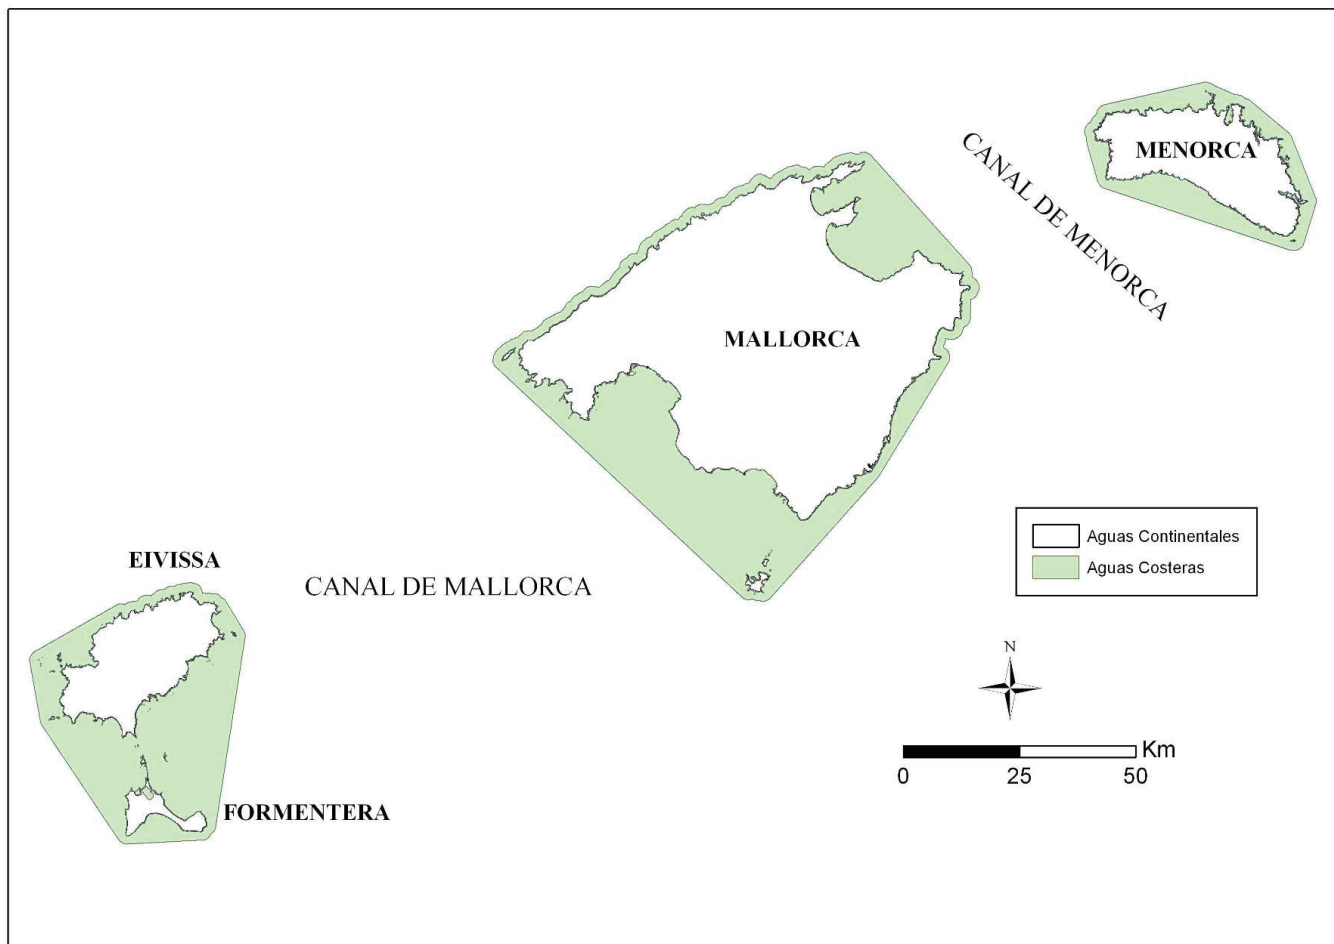 MENORCA
CANAL DE MENORCA
MALLORCA
Aguas Continentales
Aguas Costeras
EIVISSA
CANAL DE MALLORCA
N
Km
0 25 50
FORMENTERA